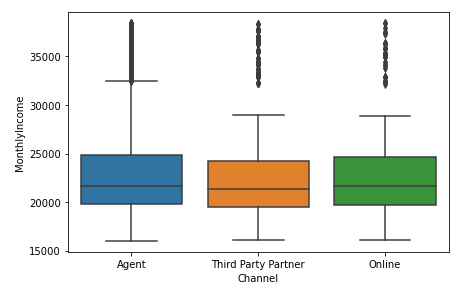 35000
30000
25000
20000
15000
MonthlyIncome
Agent
Third Party Partner
Online
Channel